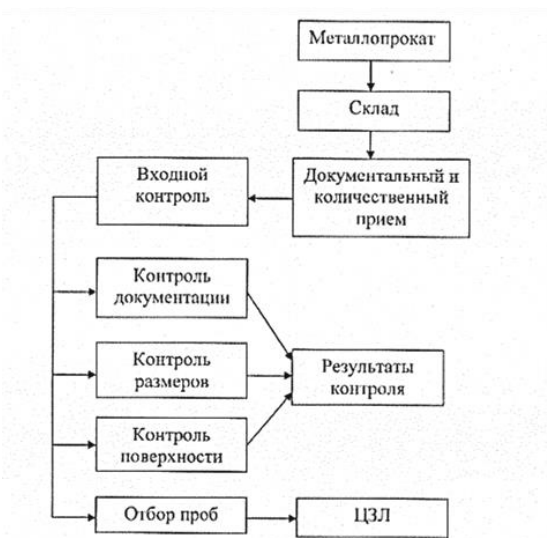 Металлопрокат
Склад
Документальный и
количественный
прием
Входной
контроль
Контроль
документации
Контроль
размеров
Контроль
поверхности
Результаты
контроля
Отбор проб
ЦЗЛ